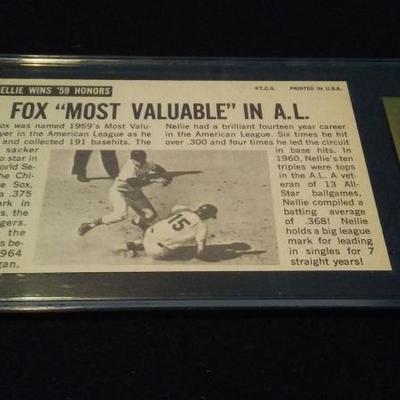 NELLIE WINS '59 HONORS
©T.C.G. PRINTED IN U.S.A.
FOX "MOST VALUABLE" IN A.L.
ox was named 1959's Most Valu-
yer in the American League as he
and collected 191 basehits. The
sacker
o star in
orld Se-
the Chi-
e Sox,
a .375
ark in
s, the
gers.
the
s be-
964
gan,
15
Nellie had a brilliant fourteen year career
in the American League. Six times he hit
over .300 and four times he led the circuit
in base hits. In
1960, Nellie's ten
triples were tops
in the A.L. A vet-
eran of 13 All-
Star ballgames,
Nellie compiled a
batting average
of .368! Nellie
holds a big league
mark for leading
in singles for 7
straight years!